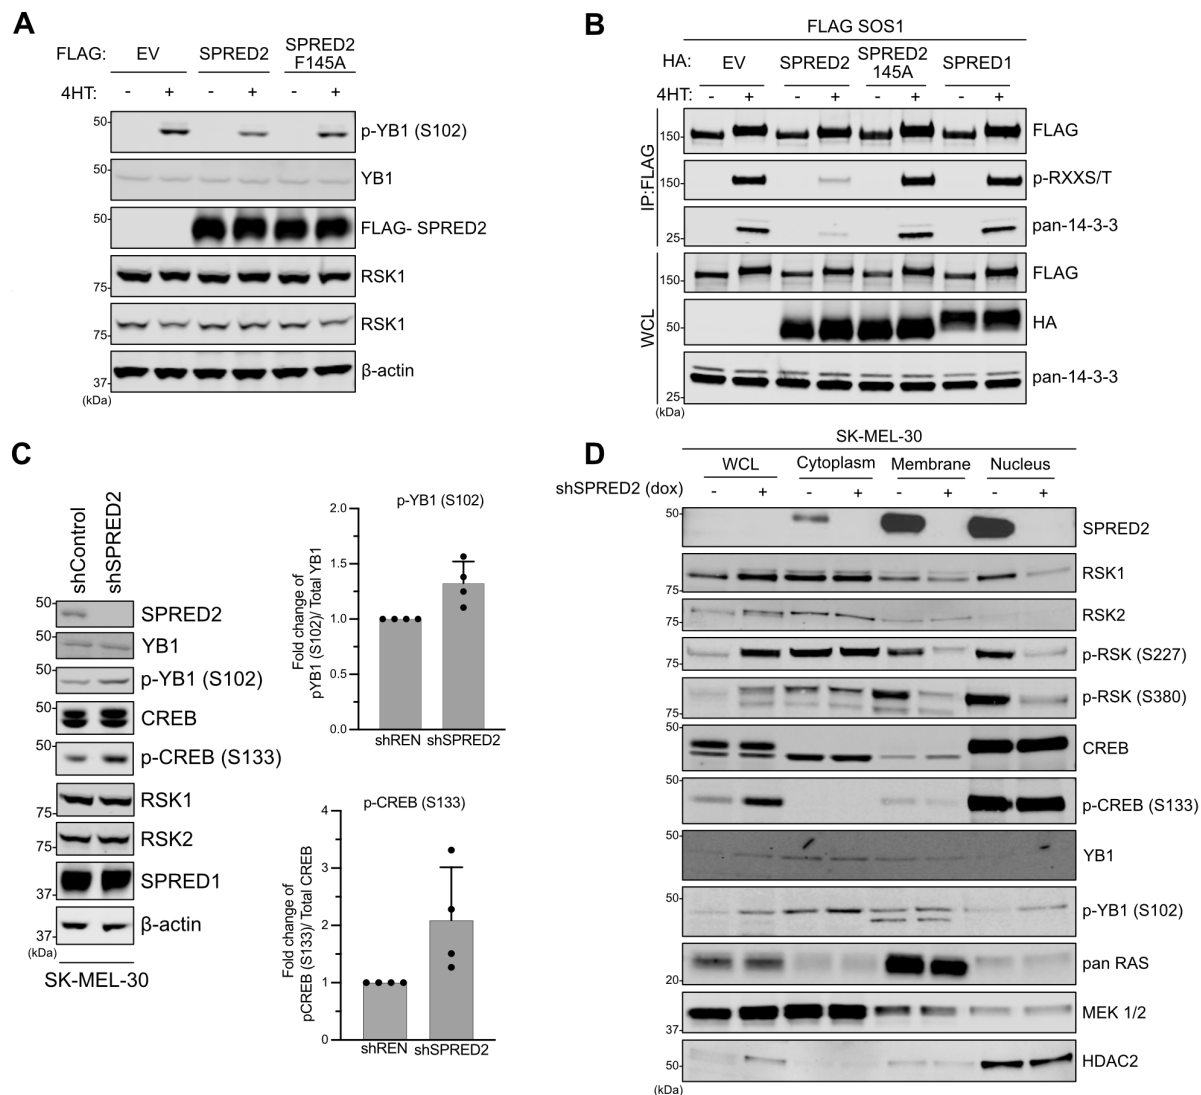 A
FLAG: EV SPRED2 SPRED2 F145A
4HT: - + - + - +
50 p-YB1 (S102)
50 YB1
50 FLAG- SPRED2
75 RSK1
75 RSK1
37 β-actin
(kDa)
B
FLAG SOS1
HA: EV SPRED2 SPRED2 145A SPRED1
4HT: - + - + - + - +
IP:FLAG
150 FLAG
150 p-RXXS/T
25 pan-14-3-3
WCL
150 FLAG
50 HA
25 pan-14-3-3
(kDa)
C
shControl
shSPRED2
50 SPRED2
50 YB1
50 p-YB1 (S102)
50 CREB
50 p-CREB (S133)
75 RSK1
75 RSK2
37 SPRED1
37 β-actin
(kDa)
SK-MEL-30
p-YB1 (S102)
Fold change of
pYB1 (S102)/ Total YB1
2.0
1.5
1.0
0.5
0.0
shREN shSPRED2
p-CREB (S133)
Fold change of
pCREB (S133)/ Total CREB
4
3
2
1
0
shREN shSPRED2
D
SK-MEL-30
WCL Cytoplasm Membrane Nucleus
shSPRED2 (dox) - + - + - + - +
50 SPRED2
75 RSK1
75 RSK2
75 p-RSK (S227)
75 p-RSK (S380)
50 CREB
50 p-CREB (S133)
50 YB1
50 p-YB1 (S102)
20 pan RAS
37 MEK 1/2
50 HDAC2
(kDa)